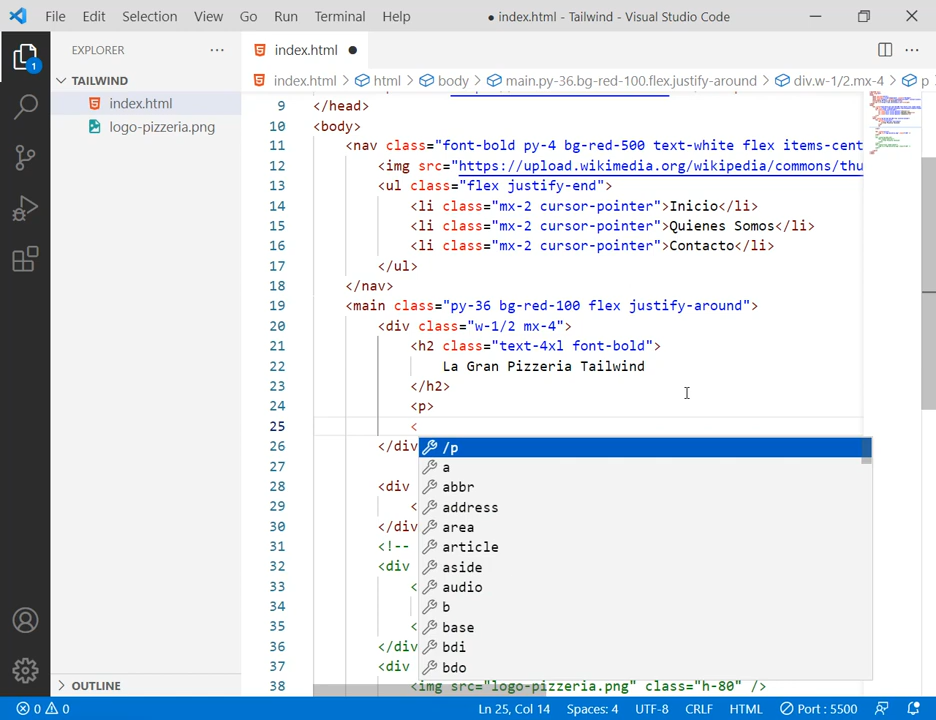 File Edit Selection View Go Run Terminal Help
● index.html - Tailwind - Visual Studio Code
EXPLORER ···
index.html ●
1
TAILWIND
index.html > html > body > main.py-36.bg-red-100.flex.justify-around > div.w-1/2.mx-4 > p
index.html
logo-pizzeria.png
9 </head>
10 <body>
11 <nav class="font-bold py-4 bg-red-500 text-white flex items-cent
12 <img src="https://upload.wikimedia.org/wikipedia/commons/thu
13 <ul class="flex justify-end">
14 <li class="mx-2 cursor-pointer">Inicio</li>
15 <li class="mx-2 cursor-pointer">Quienes Somos</li>
16 <li class="mx-2 cursor-pointer">Contacto</li>
17 </ul>
18 </nav>
19 <main class="py-36 bg-red-100 flex justify-around">
20 <div class="w-1/2 mx-4">
21 <h2 class="text-4xl font-bold">
22 La Gran Pizzeria Tailwind
23 </h2>
24 <p>
25 <
26 </div
/p
a
27
28 <div
abbr
29 <
address
30 </div
area
31 <!--
article
32 <div
aside
33 <
audio
34
b
35 <
base
36 </div
bdi
37 <div
bdo
38 <img src="logo-pizzeria.png" class="h-80" />
OUTLINE
0 0
Ln 25, Col 14 Spaces: 4 UTF-8 CRLF HTML Port : 5500